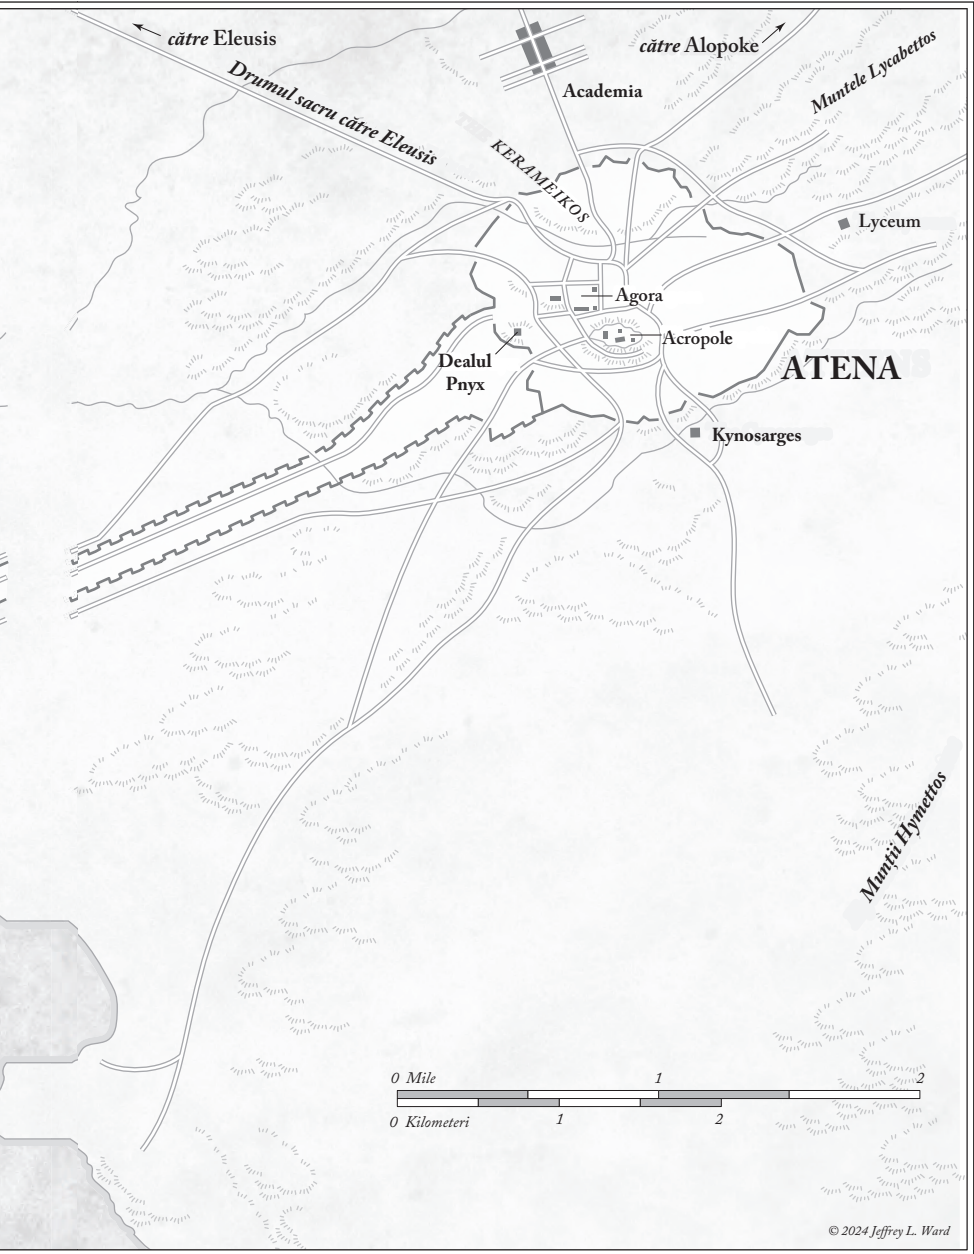 către Eleusis
către Alopoke
Muntele Lycabettos
Drumul sacru către Eleusis
Academia
KERAMEIKOS
Lyceum
Agora
Acropole
Dealul
Pnyx
ATENA
Kynosarges
Munții Hymettos
0 Mile 1 2
0 Kilometeri 1 2
© 2024 Jeffrey L. Ward